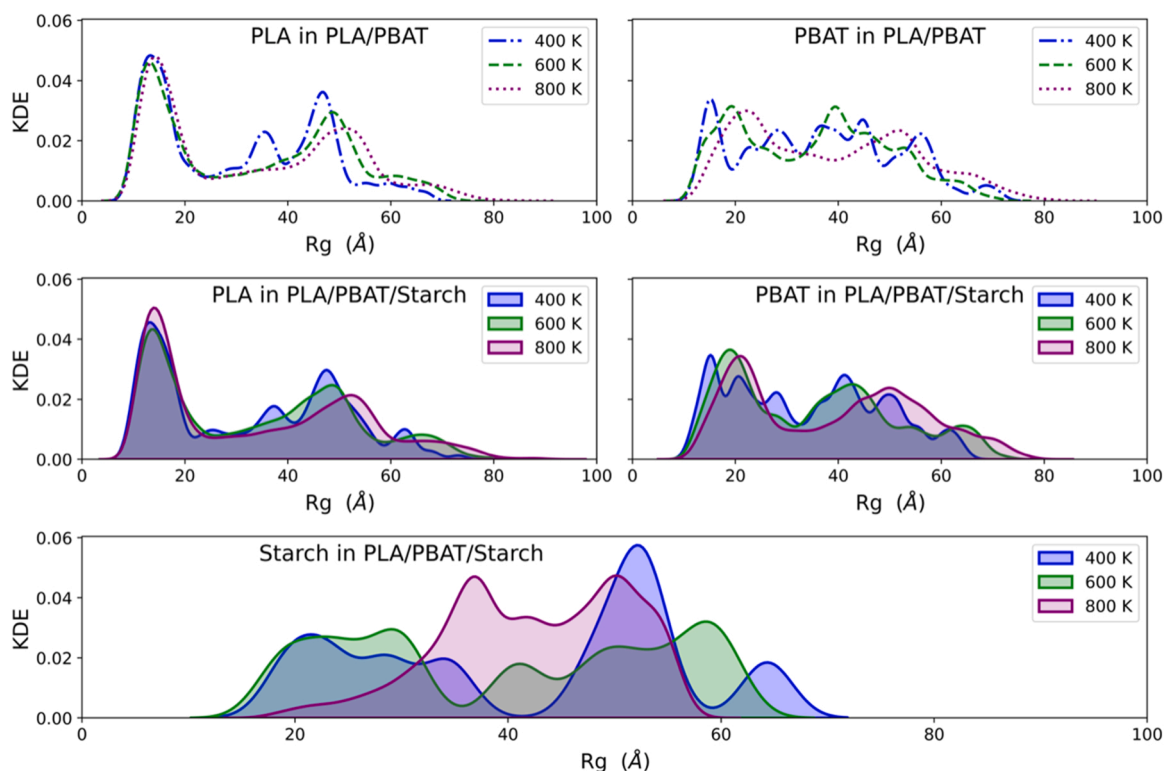 PLA in PLA/PBAT
400 K
600 K
800 K
KDE
0.06
0.04
0.02
0.00
0 20 40 60 80 100
Rg (Å)
PBAT in PLA/PBAT
400 K
600 K
800 K
0 20 40 60 80 100
Rg (Å)
PLA in PLA/PBAT/Starch
400 K
600 K
800 K
KDE
0.06
0.04
0.02
0.00
0 20 40 60 80 100
Rg (Å)
PBAT in PLA/PBAT/Starch
400 K
600 K
800 K
0 20 40 60 80 100
Rg (Å)
Starch in PLA/PBAT/Starch
400 K
600 K
800 K
KDE
0.06
0.04
0.02
0.00
0 20 40 60 80 100
Rg (Å)